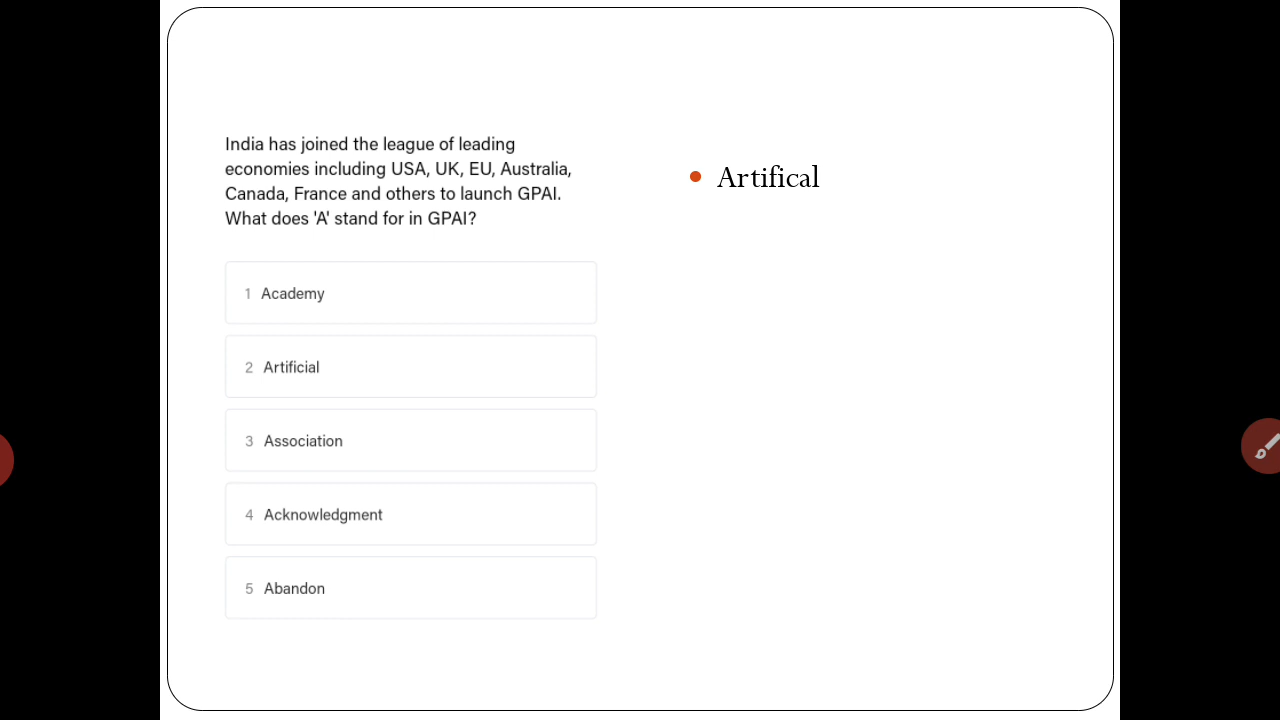 India has joined the league of leading
economies including USA, UK, EU, Australia,
Canada, France and others to launch GPAI.
What does 'A' stand for in GPAI?
1 Academy
2 Artificial
3 Association
4 Acknowledgment
5 Abandon
• Artifical